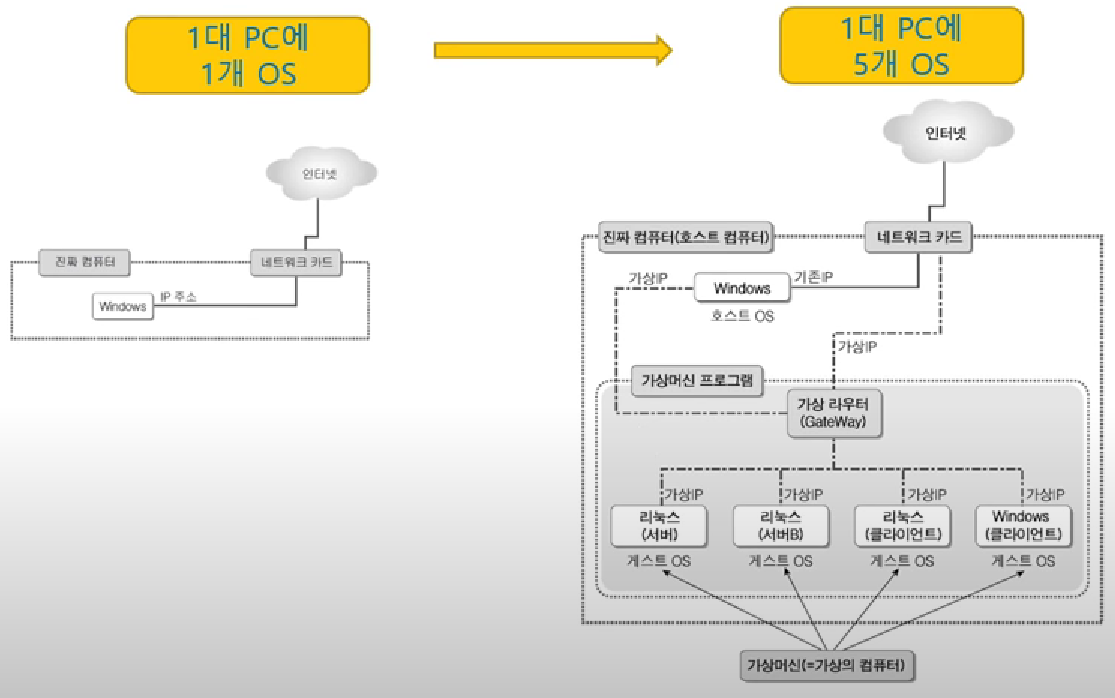 1대 PC에
1개 OS
1대 PC에
5개 OS
인터넷
진짜 컴퓨터
네트워크 카드
Windows
IP 주소
인터넷
진짜 컴퓨터(호스트 컴퓨터)
네트워크 카드
가상IP
Windows
기존IP
호스트 OS
가상IP
가상머신 프로그램
가상 라우터
(GateWay)
가상IP
가상IP
가상IP
가상IP
리눅스
(서버)
리눅스
(서버B)
리눅스
(클라이언트)
Windows
(클라이언트)
게스트 OS
게스트 OS
게스트 OS
게스트 OS
가상머신(=가상의 컴퓨터)